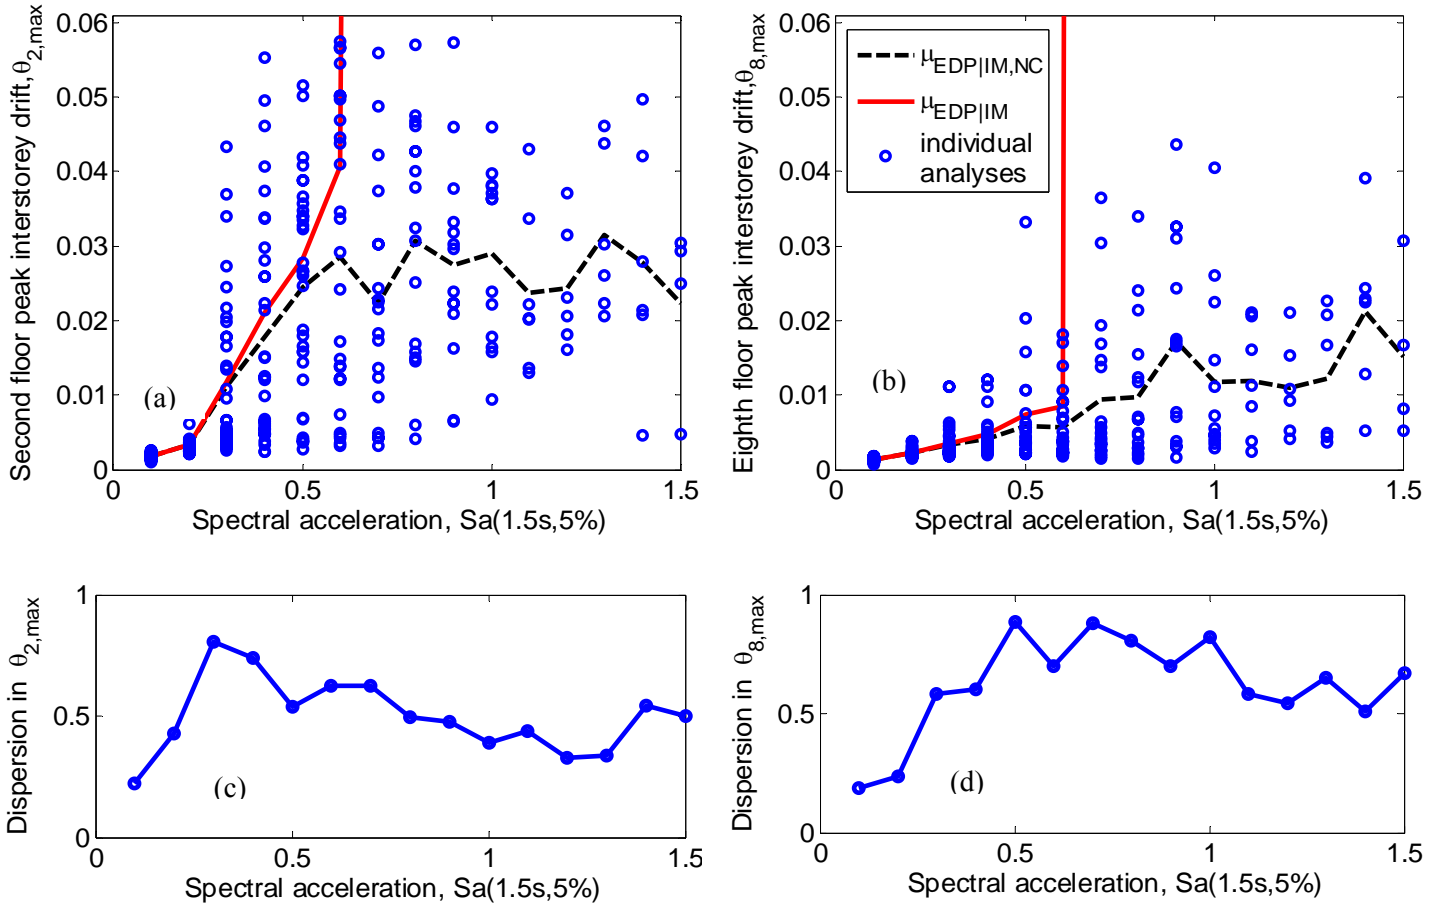 Second floor peak interstorey drift,θ2,max
0.06
0.05
0.04
0.03
0.02
0.01
0
(a)
0
0.5
1
1.5
Spectral acceleration, Sa(1.5s,5%)
Eighth floor peak interstorey drift,θ8,max
0.06
0.05
0.04
0.03
0.02
0.01
0
μEDP|IM,NC
μEDP|IM
individual
analyses
(b)
0
0.5
1
1.5
Spectral acceleration, Sa(1.5s,5%)
Dispersion in θ2,max
1
0.5
0
(c)
0
0.5
1
1.5
Spectral acceleration, Sa(1.5s,5%)
Dispersion in θ8,max
1
0.5
0
(d)
0
0.5
1
1.5
Spectral acceleration, Sa(1.5s,5%)